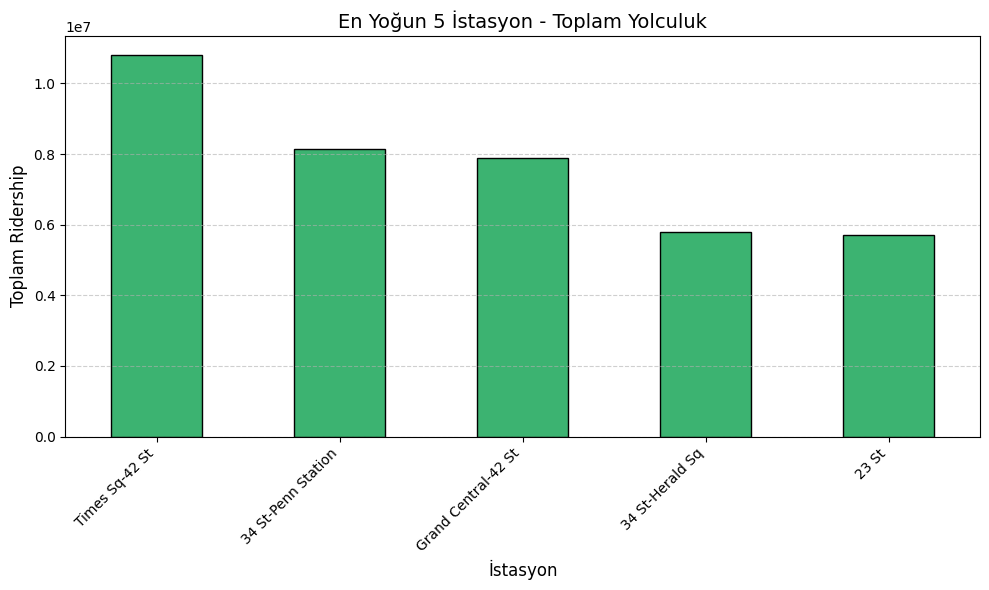 En Yoğun 5 İstasyon - Toplam Yolculuk
1e7
1.0
0.8
0.6
0.4
0.2
0.0
Toplam Ridership
Times Sq-42 St
34 St-Penn Station
Grand Central-42 St
34 St-Herald Sq
23 St
İstasyon